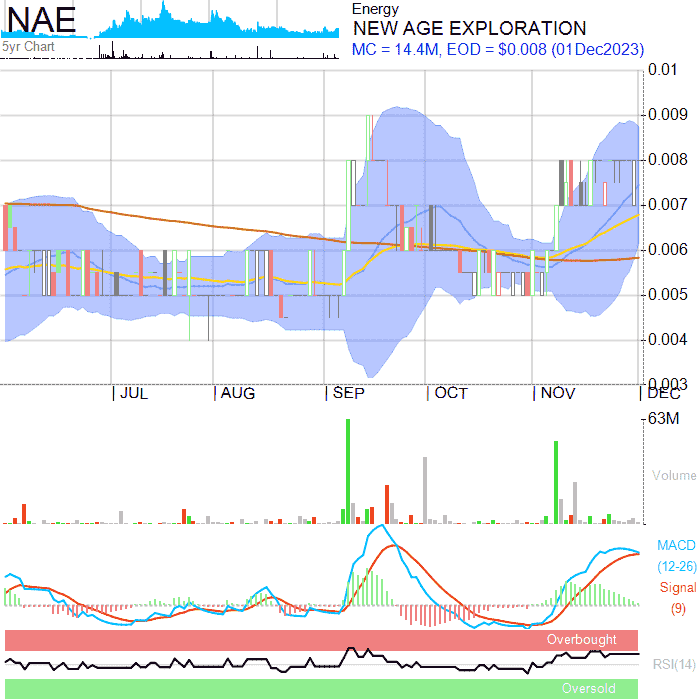 NAE
5yr Chart
Energy
NEW AGE EXPLORATION
MC = 14.4M, EOD = $0.008 (01Dec2023)
0.01
0.009
0.008
0.007
0.006
0.005
0.004
0.003
JUL
AUG
SEP
OCT
NOV
DEC
63M
Volume
MACD
(12-26)
Signal
(9)
Overbought
RSI(14)
Oversold